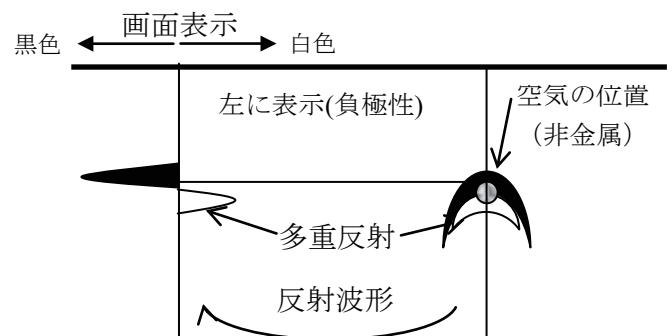 画面表示
黒色
白色
左に表示(負極性)
空気の位置
（非金属）
多重反射
反射波形